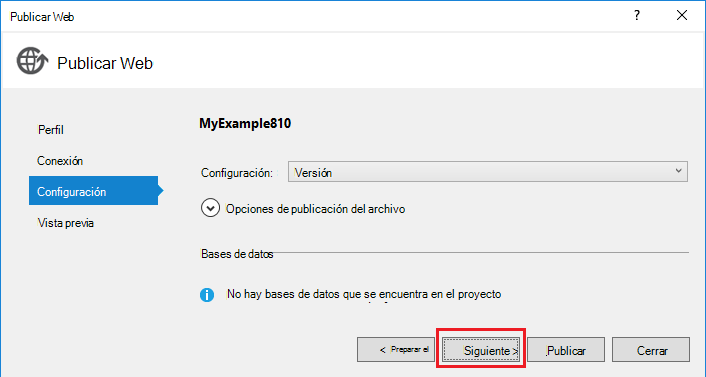 Publicar Web
?
Publicar Web
Perfil
Conexión
Configuración
Vista previa
MyExample810
Configuración: Versión
Opciones de publicación del archivo
Bases de datos
No hay bases de datos que se encuentra en el proyecto
< Preparar el
Siguiente >
Publicar
Cerrar